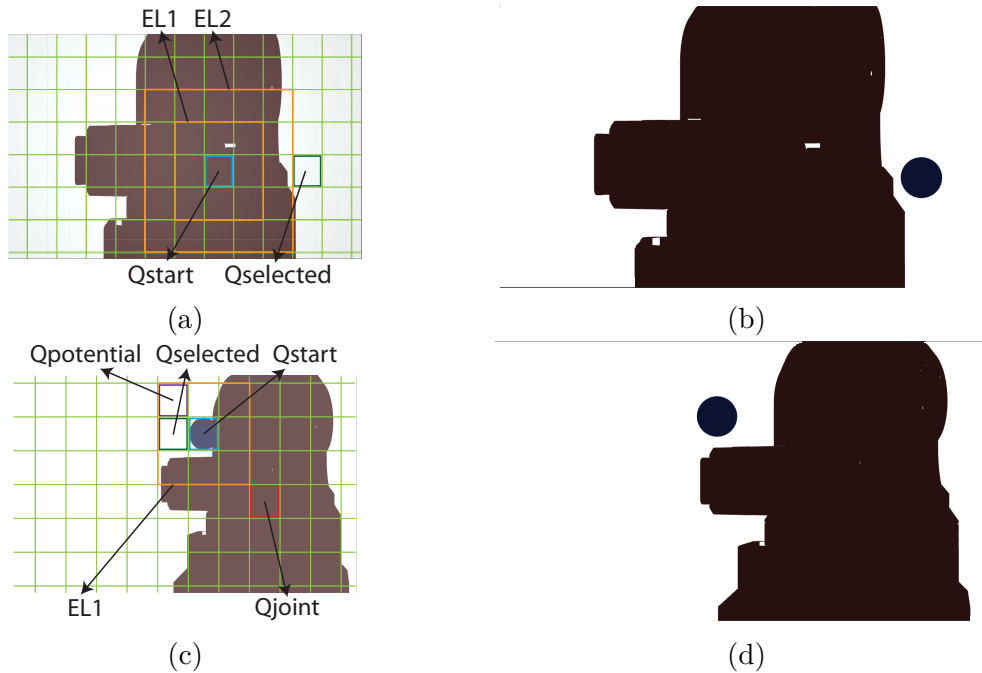 EL1 EL2
Qstart Qselected
(a)
(b)
Qpotential Qselected Qstart
EL1
Qjoint
(c)
(d)